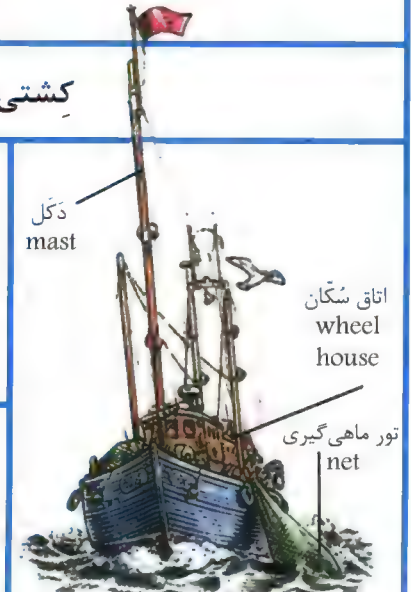 کِشتی
دَکَل
mast
اتاق سُکّان
wheel
house
تور ماهی‌گیری
net